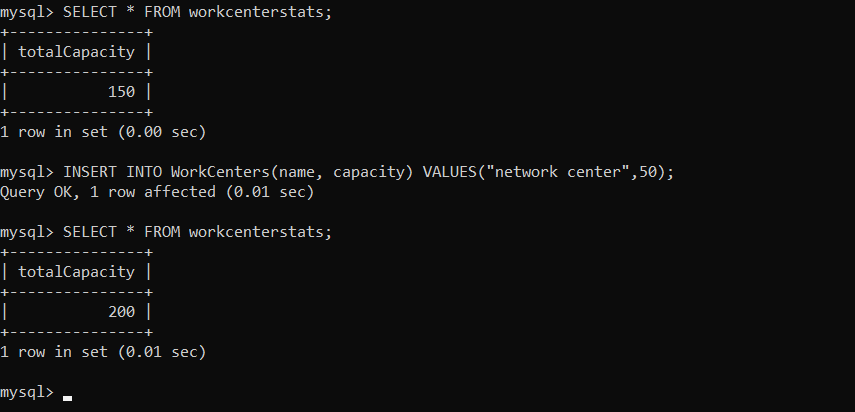 mysql> SELECT * FROM workcenterstats;
+---------------+
| totalCapacity |
+---------------+
|           150 |
+---------------+
1 row in set (0.00 sec)
mysql> INSERT INTO WorkCenters(name, capacity) VALUES("network center",50);
Query OK, 1 row affected (0.01 sec)
mysql> SELECT * FROM workcenterstats;
+---------------+
| totalCapacity |
+---------------+
|           200 |
+---------------+
1 row in set (0.01 sec)
mysql>